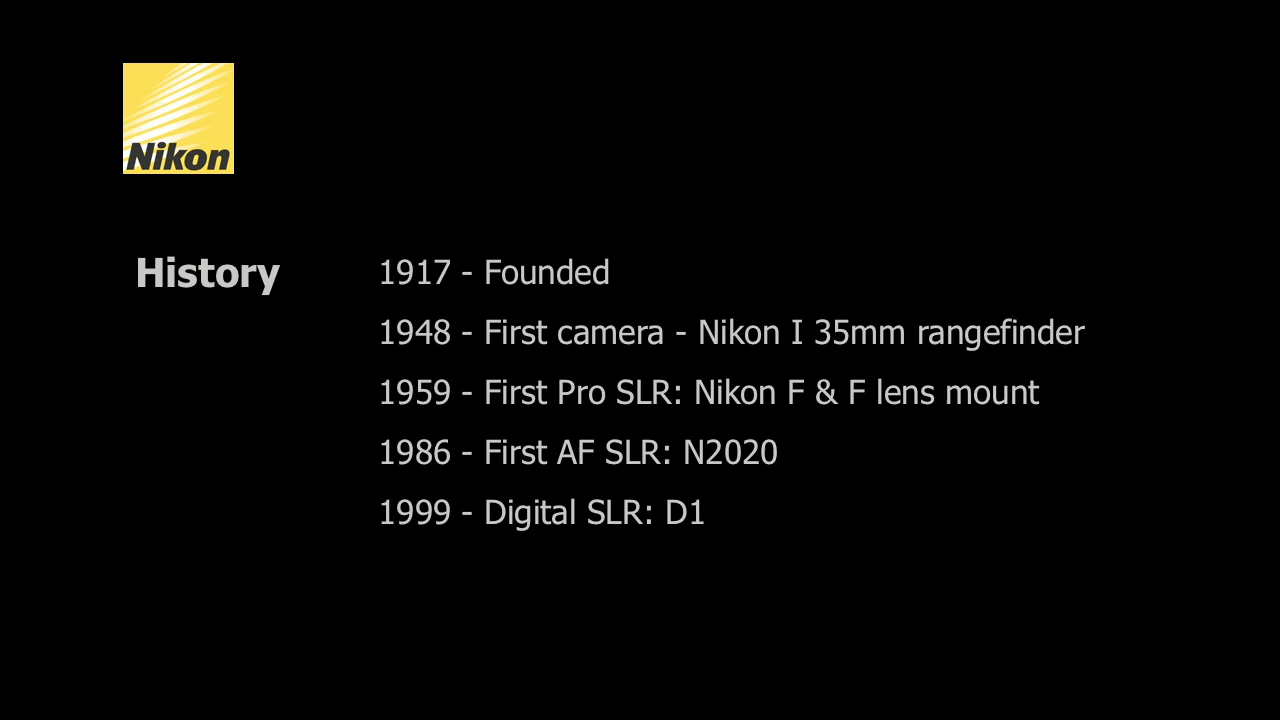 Nikon
History
1917 - Founded
1948 - First camera - Nikon I 35mm rangefinder
1959 - First Pro SLR: Nikon F & F lens mount
1986 - First AF SLR: N2020
1999 - Digital SLR: D1